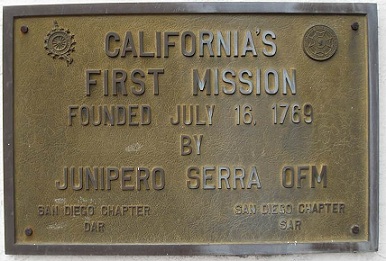 CALIFORNIA'S
FIRST MISSION
FOUNDED JULY 16, 1769
BY
JUNIPERO SERRA OFM
SAN DIEGO CHAPTER
DAR
SAN DIEGO CHAPTER
SAR